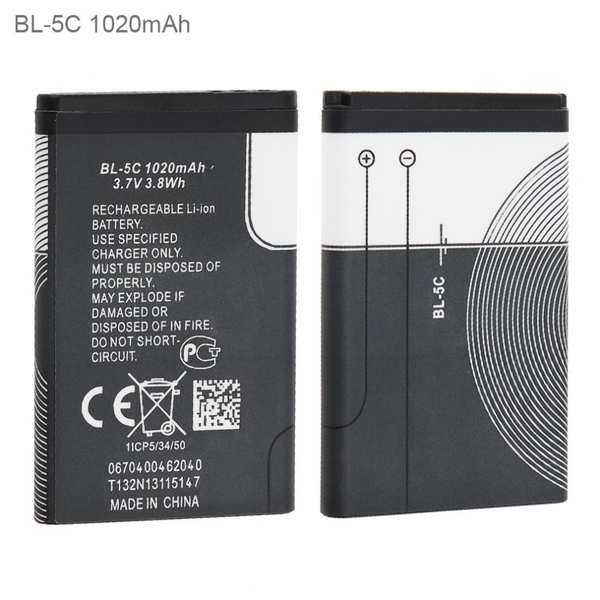 BL-5C 1020mAh
BL-5C 1020mAh
3.7V 3.8Wh
RECHARGEABLE Li-ion
BATTERY.
USE SPECIFIED
CHARGER ONLY.
MUST BE DISPOSED OF
PROPERLY.
MAY EXPLODE IF
DAMAGED OR
DISPOSED OF IN FIRE.
DO NOT SHORT-
CIRCUIT.
1ICP5/34/50
0670400462040
T132N13115147
MADE IN CHINA
+ −
BL-5C